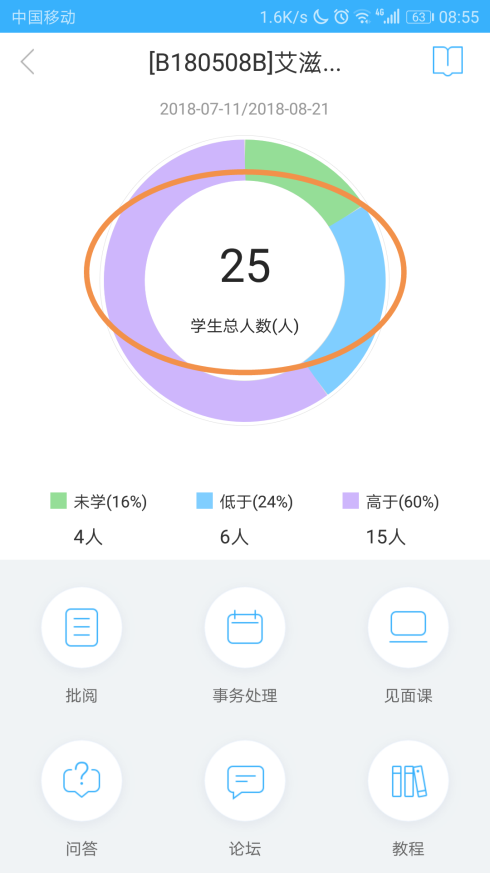 中国移动 1.6K/s 4G 63 08:55
[B180508B]艾滋...
2018-07-11/2018-08-21
25
学生总人数(人)
未学(16%) 低于(24%) 高于(60%)
4人 6人 15人
批阅 事务处理 见面课
问答 论坛 教程